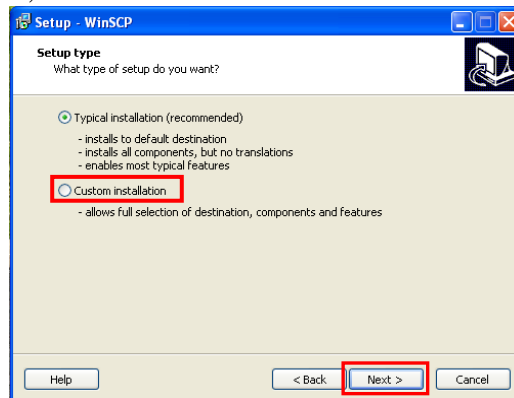 Setup - WinSCP
Setup type
What type of setup do you want?
Typical installation (recommended)
- installs to default destination
- installs all components, but no translations
- enables most typical features
Custom installation
- allows full selection of destination, components and features
Help
< Back
Next >
Cancel